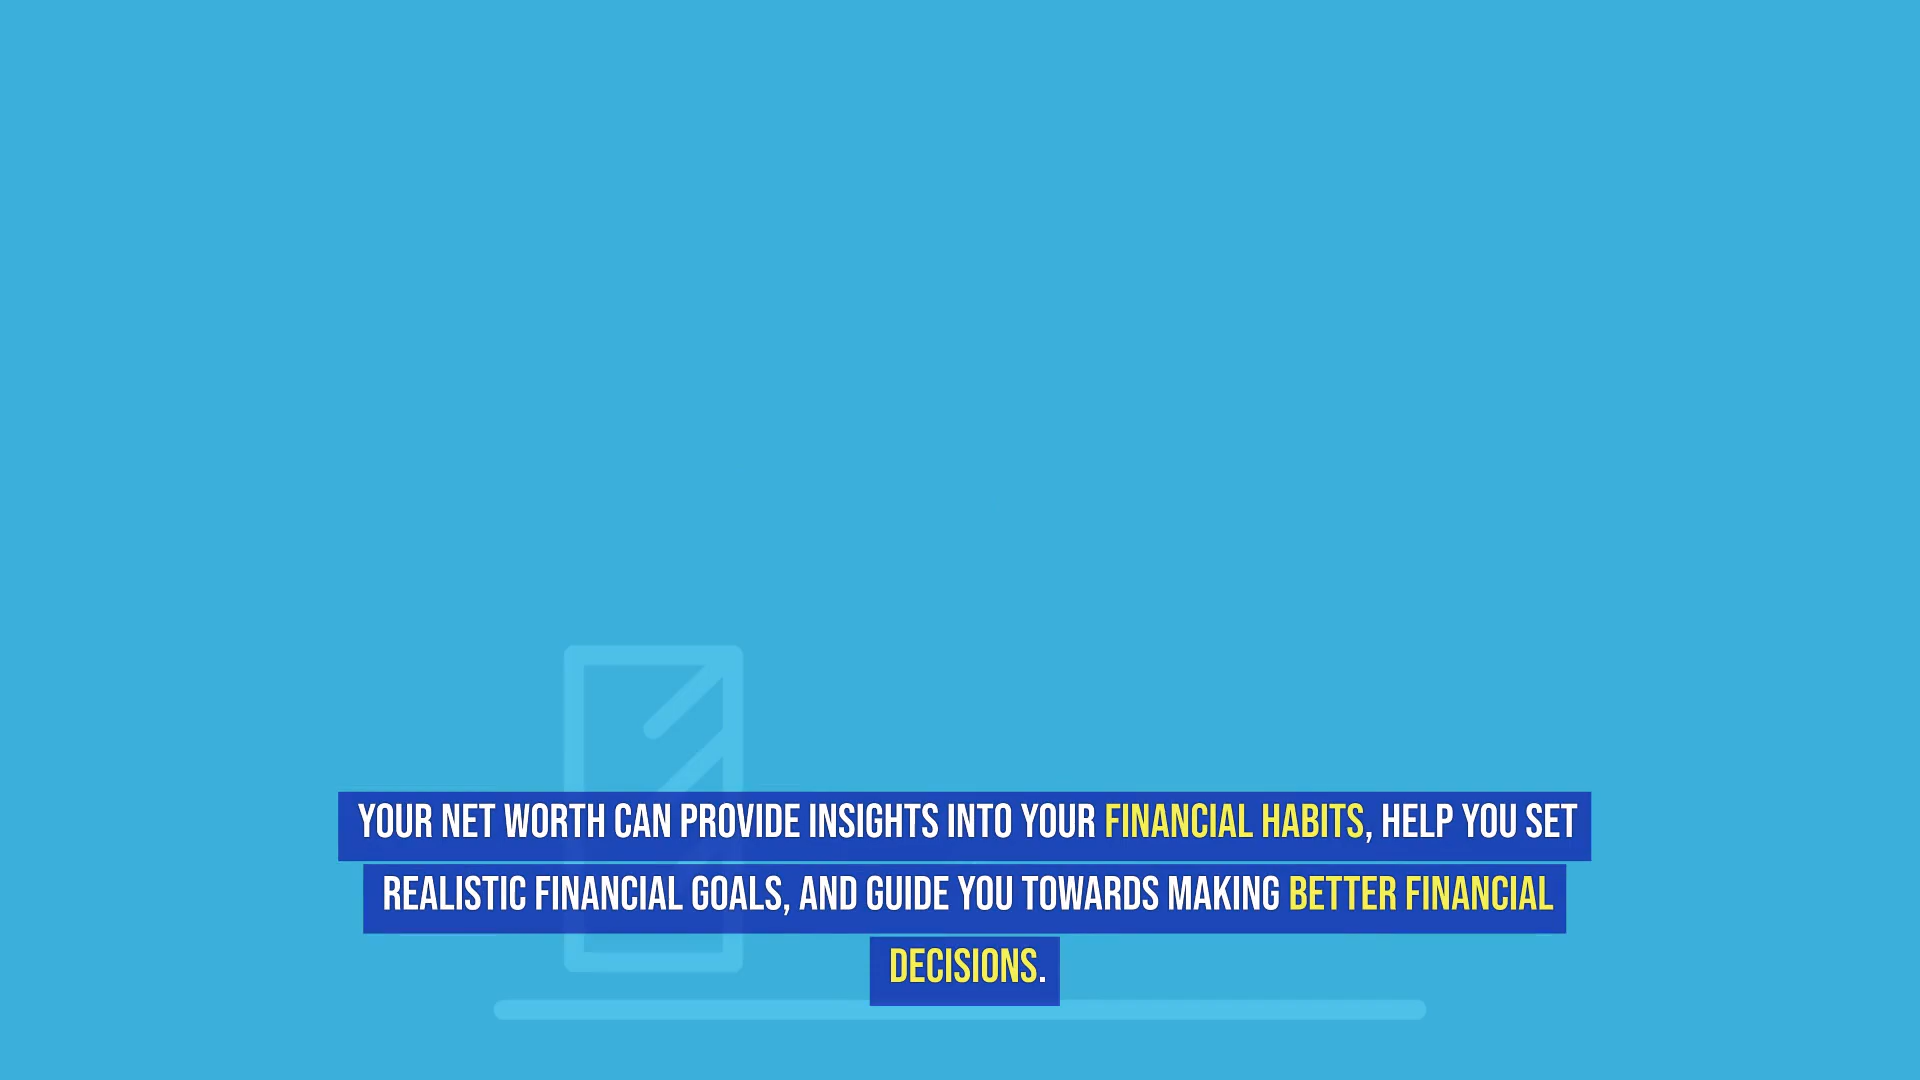 YOUR NET WORTH CAN PROVIDE INSIGHTS INTO YOUR FINANCIAL HABITS, HELP YOU SET
REALISTIC FINANCIAL GOALS, AND GUIDE YOU TOWARDS MAKING BETTER FINANCIAL
DECISIONS.